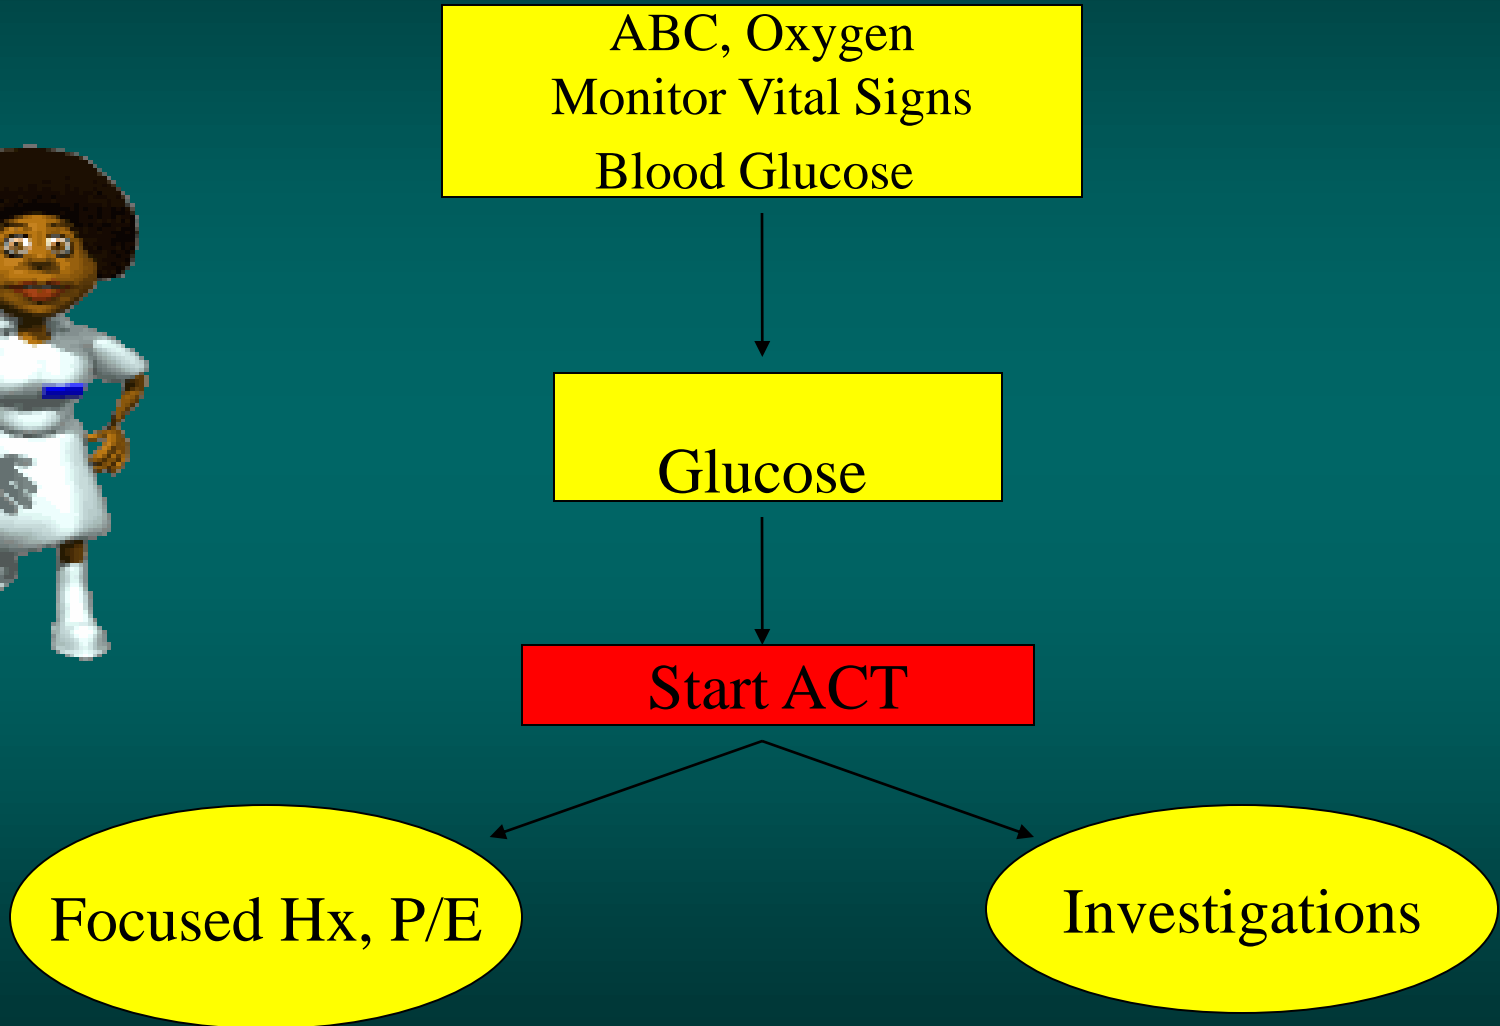 ABC, Oxygen
Monitor Vital Signs
Blood Glucose
Glucose
Start ACT
Focused Hx, P/E
Investigations